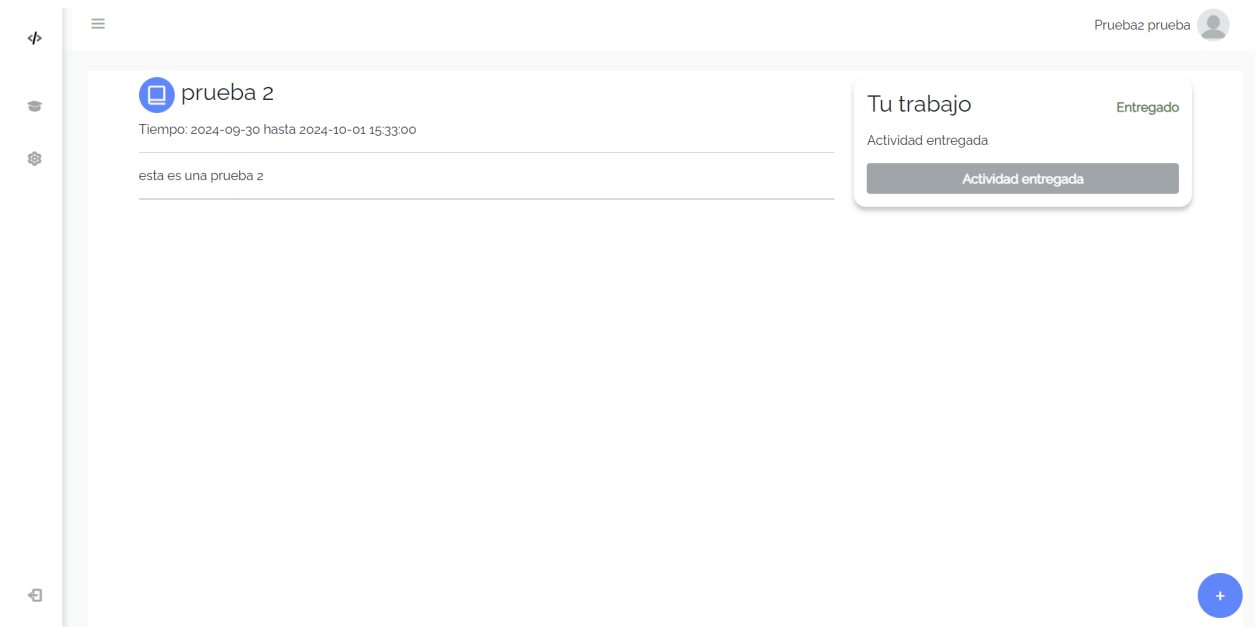 Prueba2 prueba
prueba 2
Tiempo: 2024-09-30 hasta 2024-10-01 15:33:00
esta es una prueba 2
Tu trabajo
Entregado
Actividad entregada
Actividad entregada